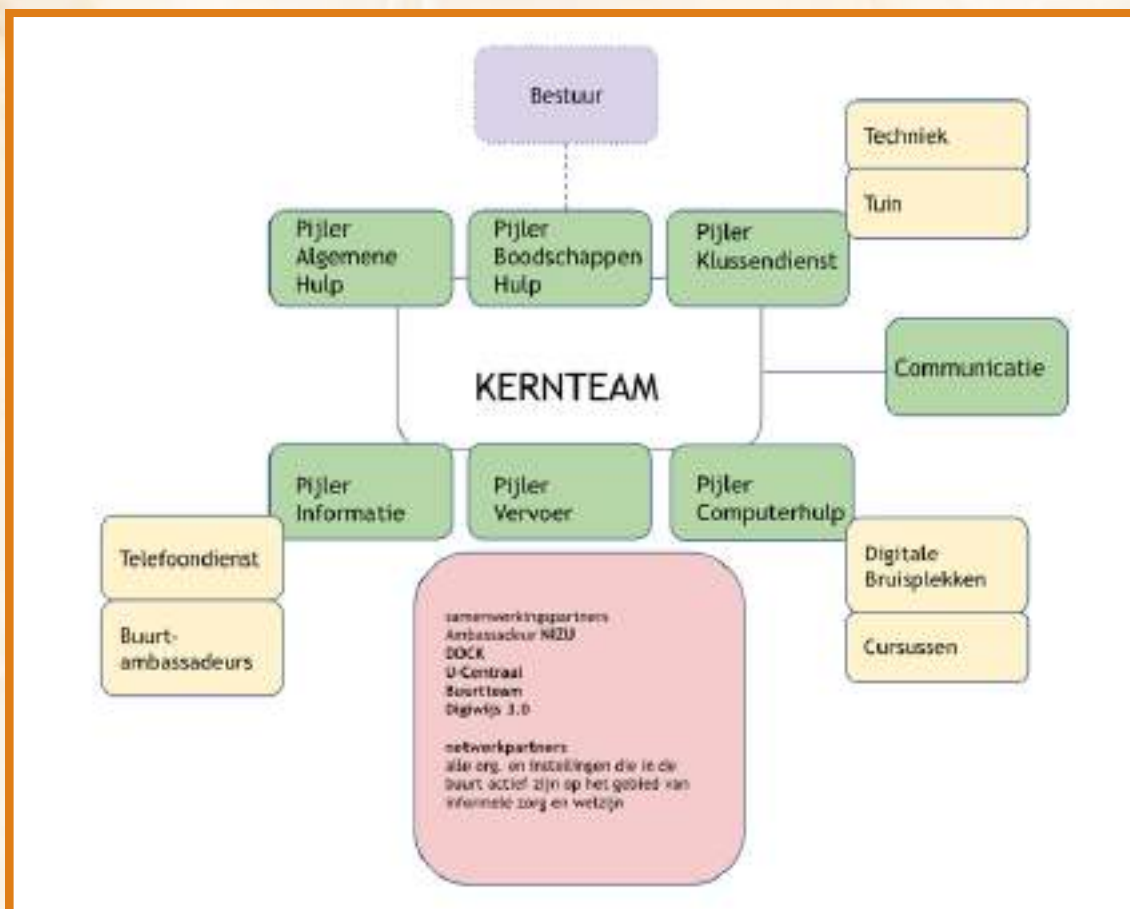 Bestuur
Techniek
Tuin
Pijler
Algemene
Hulp
Pijler
Boodschappen
Hulp
Pijler
Klussendienst
Communicatie
KERNTEAM
Pijler
Informatie
Pijler
Vervoer
Pijler
Computerhulp
Telefoondienst
Buurt-
ambassadeurs
Digitale
Bruisplekken
Cursussen
samenwerkingspartners
Ambassadeur NIZU
DOCK
U-Centraal
Buurtteam
Digiwijs 3.0
netwerkpartners
alle org. en instellingen die in de
buurt actief zijn op het gebied van
informele zorg en welzijn